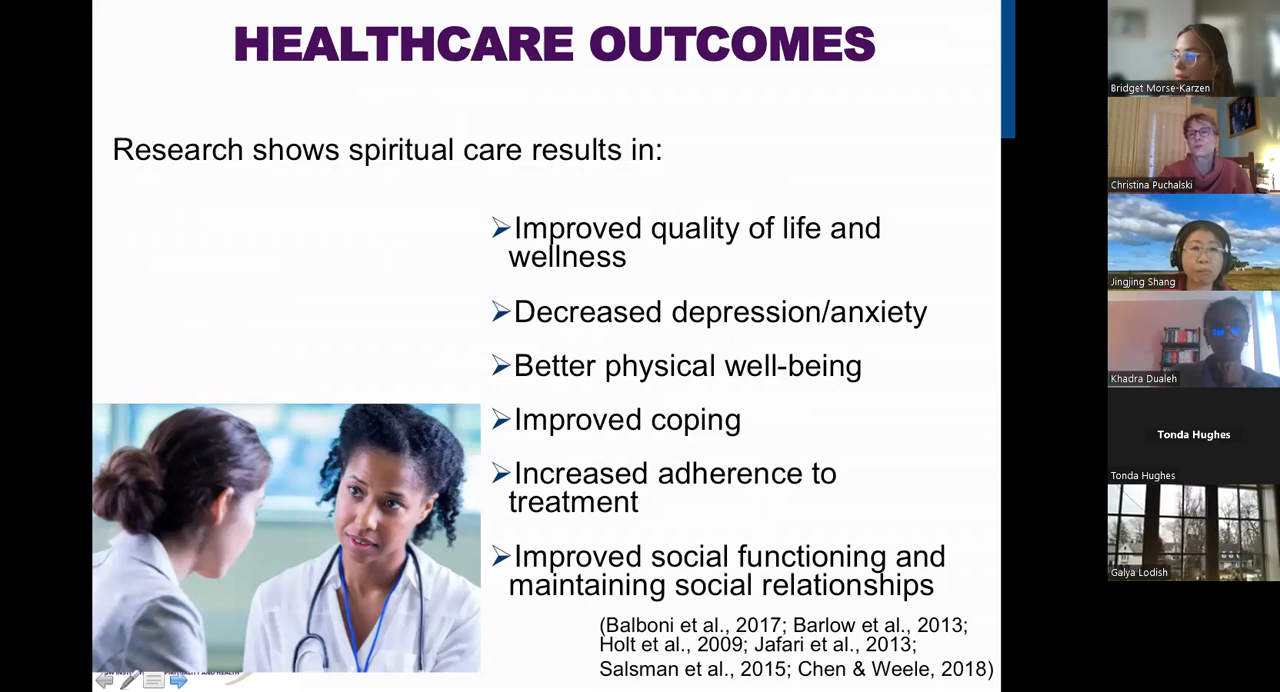 HEALTHCARE OUTCOMES
Research shows spiritual care results in:
Improved quality of life and
wellness
Decreased depression/anxiety
Better physical well-being
Improved coping
Increased adherence to
treatment
Improved social functioning and
maintaining social relationships
(Balboni et al., 2017; Barlow et al., 2013;
Holt et al., 2009; Jafari et al., 2013;
Salsman et al., 2015; Chen & Weele, 2018)
Bridget Morse-Karzen
Christina Puchalski
Jingjing Shang
Khadra Dualeh
Tonda Hughes
Tonda Hughes
Galya Lodish